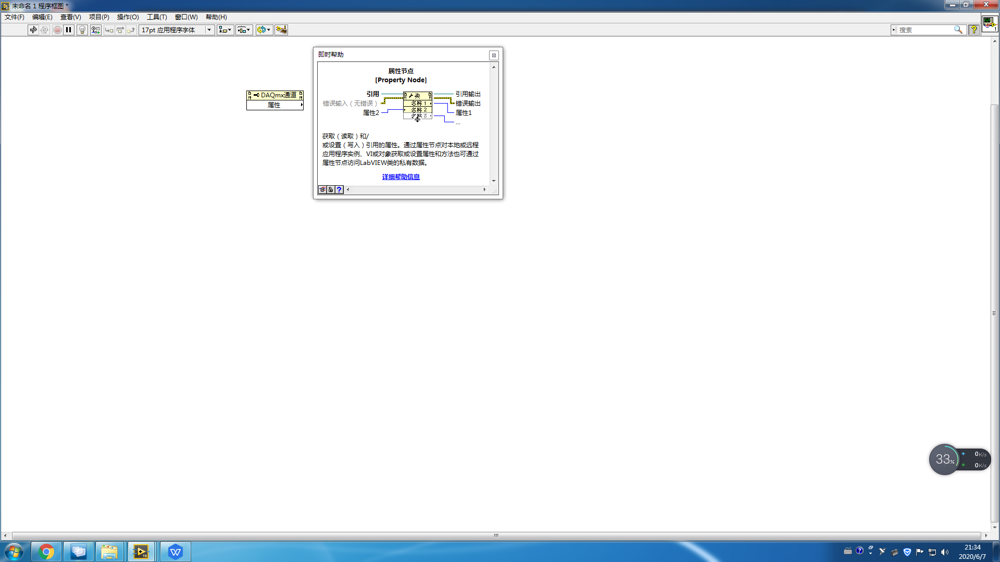 未命名 1 程序框图 *
文件(F) 编辑(E) 查看(V) 项目(P) 操作(O) 工具(T) 窗口(W) 帮助(H)
17pt 应用程序字体
搜索
?
1
即时帮助
属性节点
[Property Node]
引用
类
引用输出
错误输入（无错误）
名称 1
错误输出
属性2
名称 2
属性1
名称 3
...
DAQmx通道
属性
获取（读取）和/
或设置（写入）引用的属性。通过属性节点对本地或远程
应用程序实例、VI或对象获取或设置属性和方法也可通过
属性节点访问LabVIEW类的私有数据。
详细帮助信息
?
33%
0K/s
0K/s
15
W
?
21:34
2020/6/7